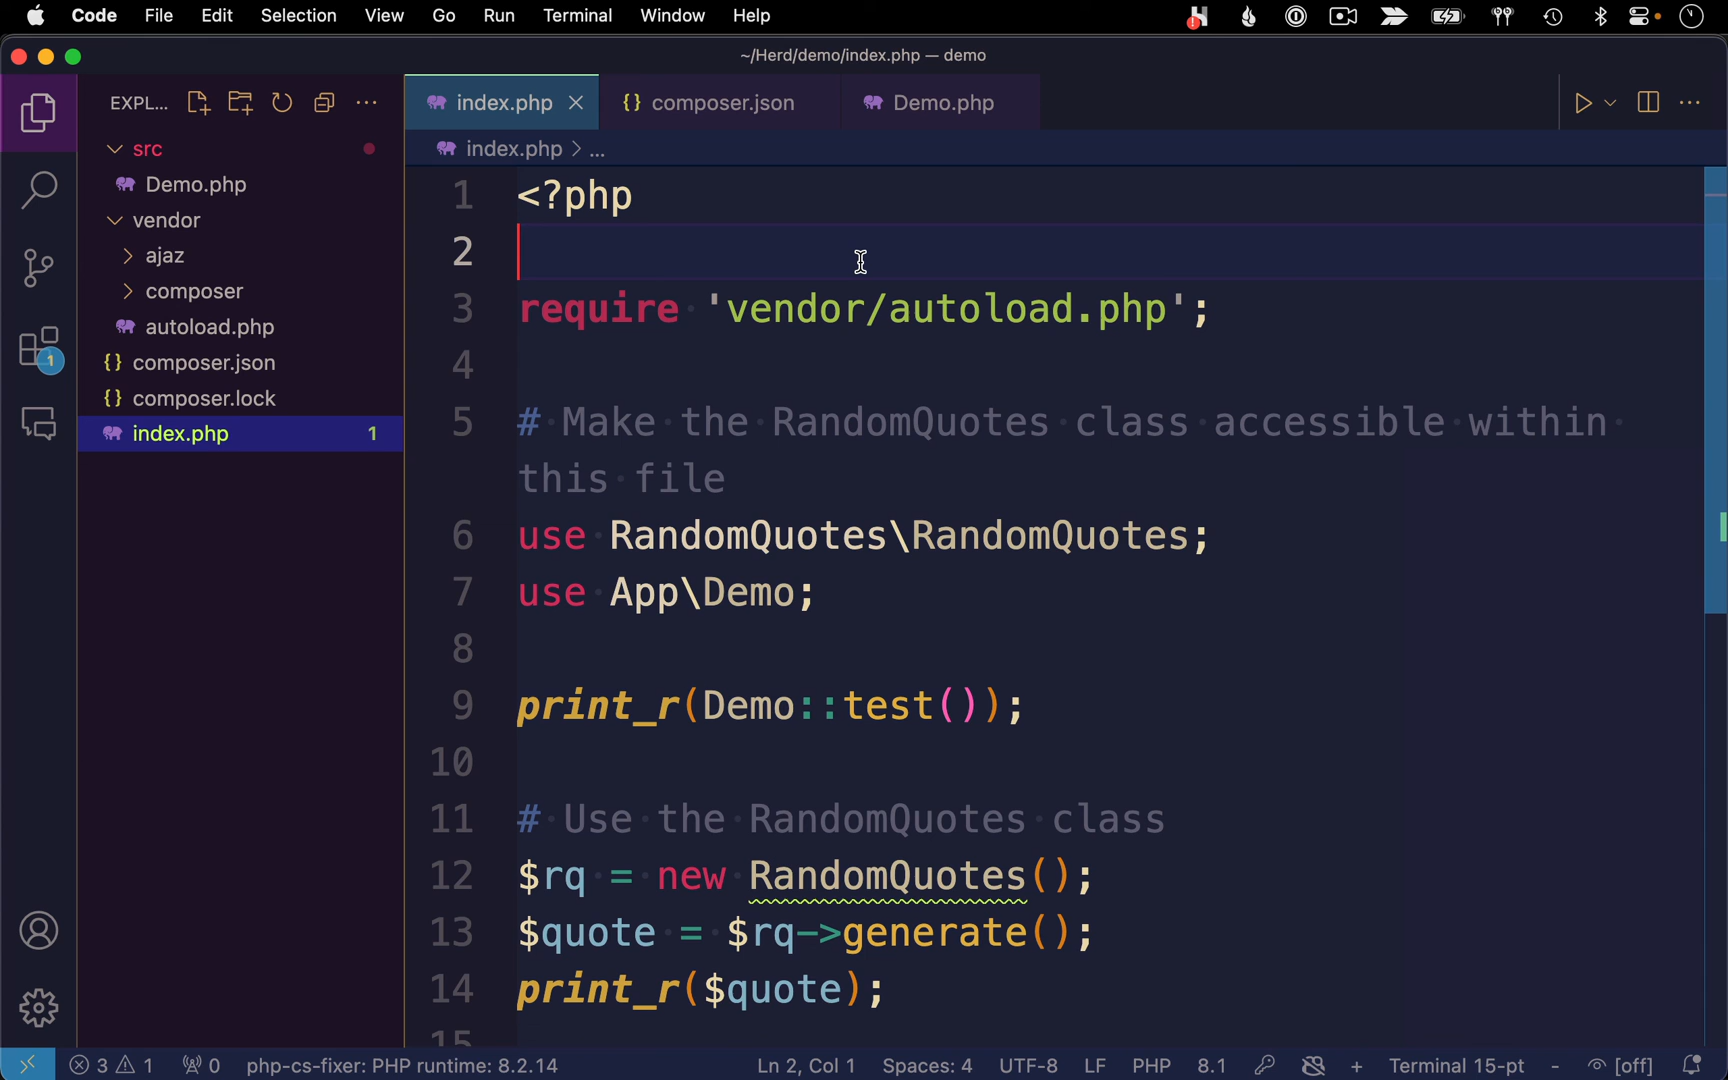 Code File Edit Selection View Go Run Terminal Window Help
~/Herd/demo/index.php — demo
EXPL...
src
Demo.php
vendor
ajaz
composer
autoload.php
composer.json
composer.lock
index.php 1
1
index.php composer.json Demo.php
index.php > ...
1 <?php
2
3 require 'vendor/autoload.php';
4
5 # Make the RandomQuotes class accessible within
this file
6 use RandomQuotes\RandomQuotes;
7 use App\Demo;
8
9 print_r(Demo::test());
10
11 # Use the RandomQuotes class
12 $rq = new RandomQuotes();
13 $quote = $rq->generate();
14 print_r($quote);
15
3 1 0 php-cs-fixer: PHP runtime: 8.2.14 Ln 2, Col 1 Spaces: 4 UTF-8 LF PHP 8.1 + Terminal 15-pt - [off]